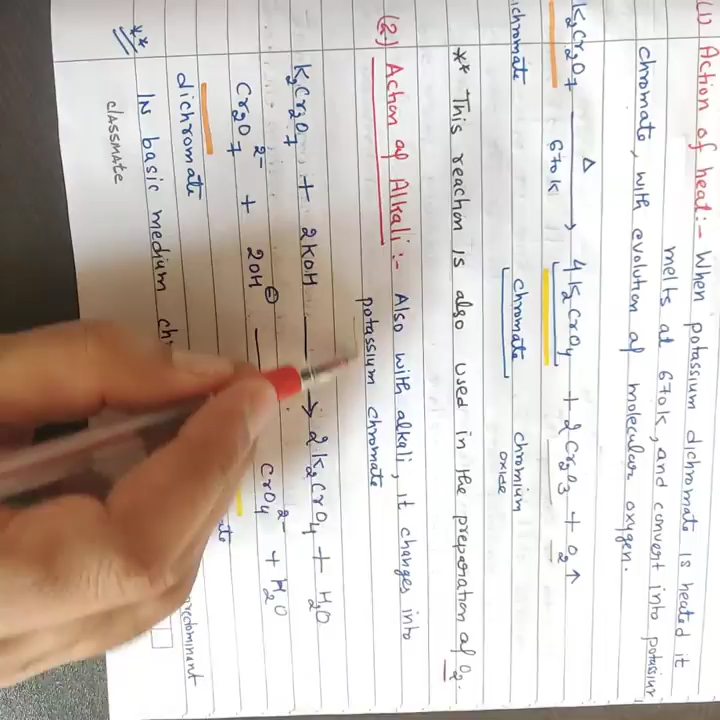 (1) Action of heat:- When potassium dichromate is heated it
melts at 670k, and convert into potassium
chromate, with evolution of molecular oxygen.
K2Cr2O7 —Δ 670k→ 4K2CrO4 + 2Cr2O3 + O2↑
chromate chromium
oxide
** This reaction is also used in the preparation of O2.
(2) Action of Alkali:- Also with alkali, it changes into
potassium chromate
K2Cr2O7 + 2KOH → 2K2CrO4 + H2O
Cr2O7 2- + 2OH⊖ CrO4 2- + H2O
dichromate
** IN basic medium predominant
CLASSMATE